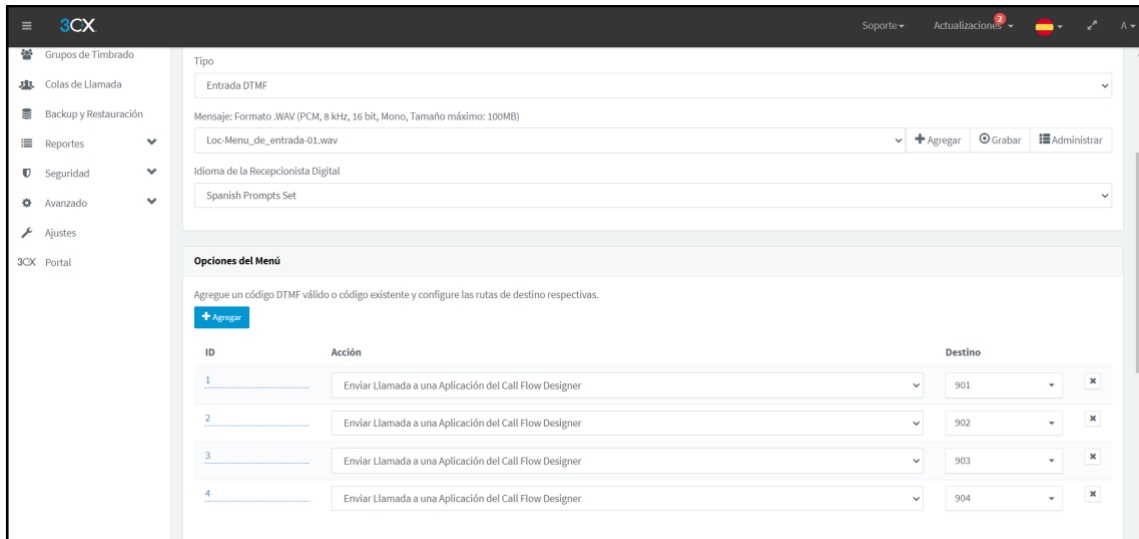 3CX
Soporte
Actualizaciones
2
A
Grupos de Timbrado
Colas de Llamada
Backup y Restauración
Reportes
Seguridad
Avanzado
Ajustes
3CX Portal
Tipo
Entrada DTMF
Mensaje: Formato .WAV (PCM, 8 kHz, 16 bit, Mono, Tamaño máximo: 100MB)
Loc-Menu_de_entrada-01.wav
Agregar
Grabar
Administrar
Idioma de la Recepcionista Digital
Spanish Prompts Set
Opciones del Menú
Agregue un código DTMF válido o código existente y configure las rutas de destino respectivas.
Agregar
ID Acción Destino
1 Enviar Llamada a una Aplicación del Call Flow Designer 901
2 Enviar Llamada a una Aplicación del Call Flow Designer 902
3 Enviar Llamada a una Aplicación del Call Flow Designer 903
4 Enviar Llamada a una Aplicación del Call Flow Designer 904